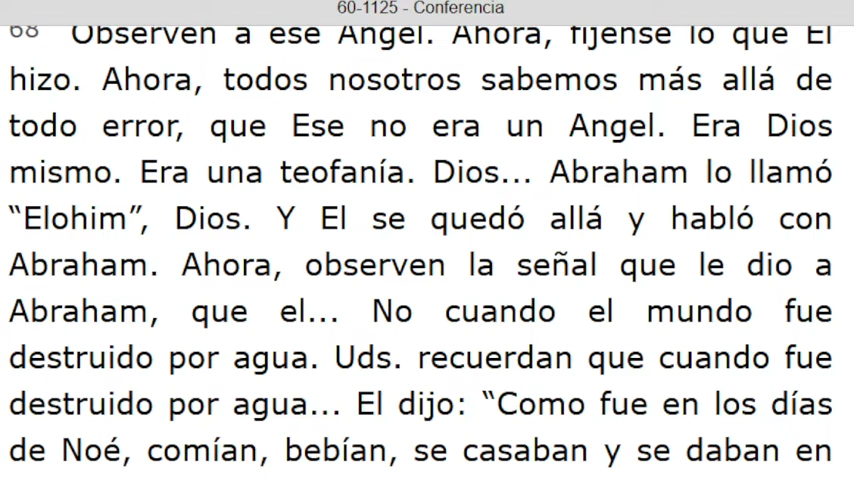 60-1125 - Conferencia
68 Observen a ese Angel. Ahora, fíjense lo que El
hizo. Ahora, todos nosotros sabemos más allá de
todo error, que Ese no era un Angel. Era Dios
mismo. Era una teofanía. Dios... Abraham lo llamó
“Elohim”, Dios. Y El se quedó allá y habló con
Abraham. Ahora, observen la señal que le dio a
Abraham, que el... No cuando el mundo fue
destruido por agua. Uds. recuerdan que cuando fue
destruido por agua... El dijo: “Como fue en los días
de Noé, comían, bebían, se casaban y se daban en